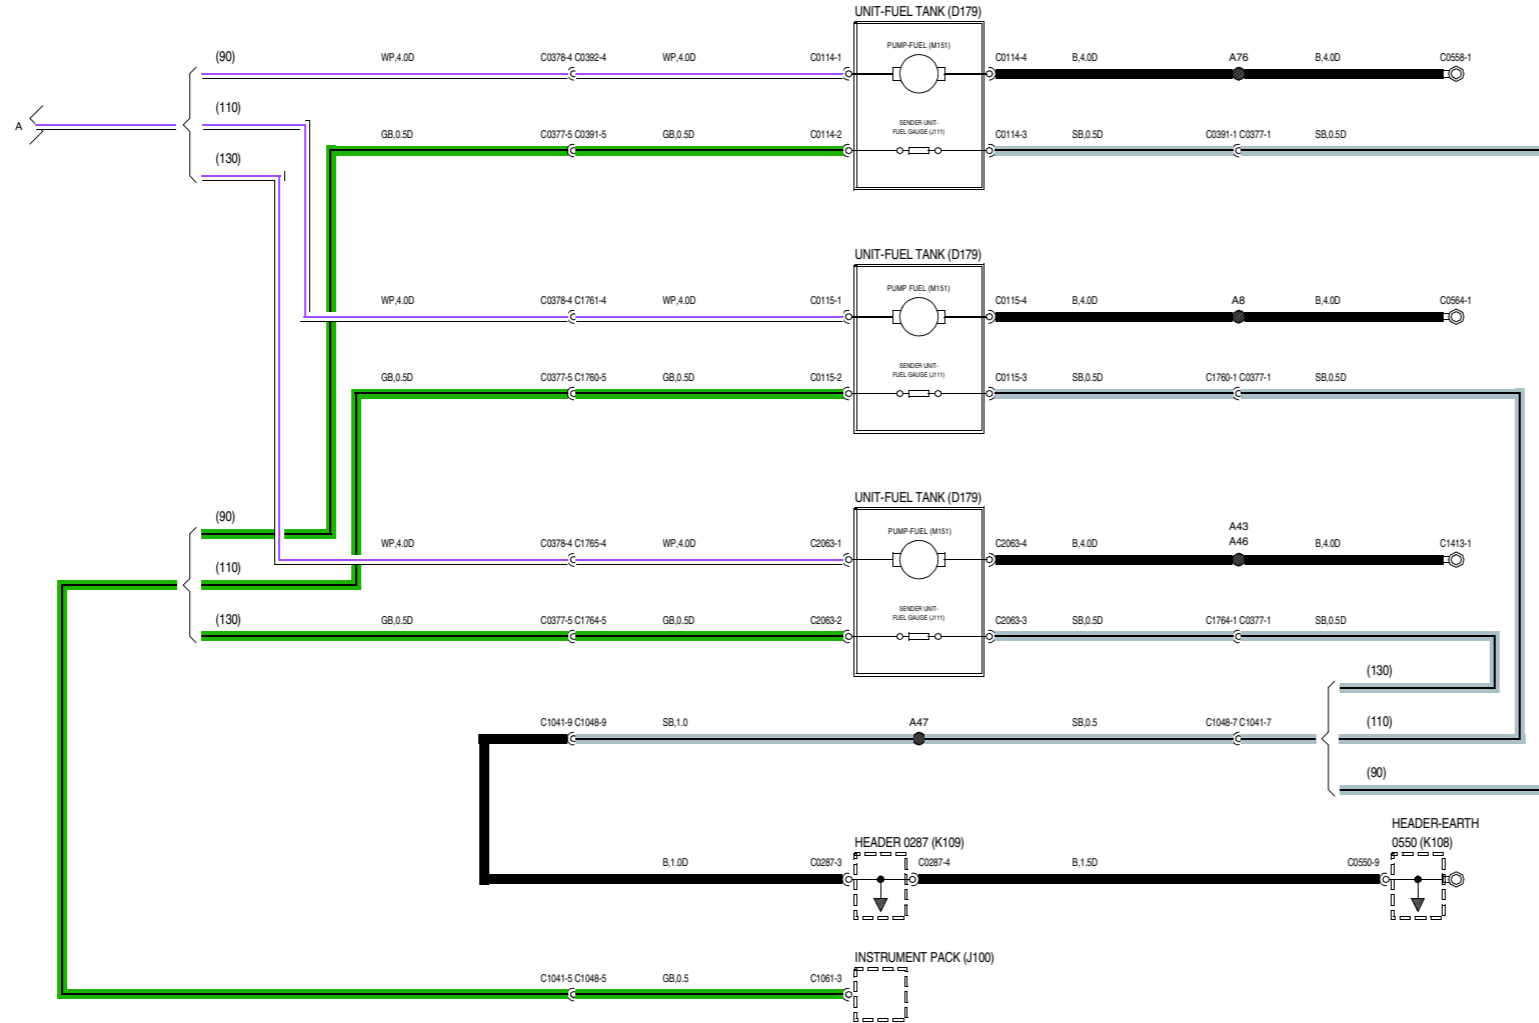 UNIT-FUEL TANK (D179)
(90)
WP,4.0D
C0378-4 C0392-4
WP,4.0D
C0114-1
PUMP-FUEL (M151)
C0114-4
B,4.0D
A76
B,4.0D
C0558-1
A
(110)
(130)
GB,0.5D
C0377-5 C0391-5
GB,0.5D
C0114-2
SENDER UNIT-
FUEL GAUGE (J111)
C0114-3
SB,0.5D
C0391-1 C0377-1
SB,0.5D
UNIT-FUEL TANK (D179)
WP,4.0D
C0378-4 C1761-4
WP,4.0D
C0115-1
PUMP FUEL (M151)
C0115-4
B,4.0D
A8
B,4.0D
C0564-1
GB,0.5D
C0377-5 C1760-5
GB,0.5D
C0115-2
SENDER UNIT-
FUEL GAUGE (J111)
C0115-3
SB,0.5D
C1760-1 C0377-1
SB,0.5D
UNIT-FUEL TANK (D179)
(90)
WP,4.0D
C0378-4 C1765-4
WP,4.0D
C2063-1
PUMP-FUEL (M151)
C2063-4
B,4.0D
A43
A46
B,4.0D
C1413-1
(110)
(130)
GB,0.5D
C0377-5 C1764-5
GB,0.5D
C2063-2
SENDER UNIT-
FUEL GAUGE (J111)
C2063-3
SB,0.5D
C1764-1 C0377-1
SB,0.5D
(130)
C1041-9 C1048-9
SB,1.0
A47
SB,0.5
C1048-7 C1041-7
(110)
(90)
HEADER 0287 (K109)
HEADER-EARTH
0550 (K108)
B,1.0D
C0287-3
C0287-4
B,1.5D
C0550-9
INSTRUMENT PACK (J100)
C1041-5 C1048-5
GB,0.5
C1061-3